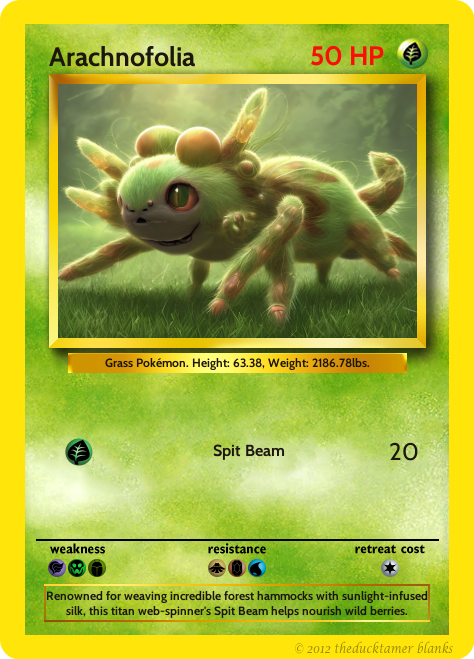 Arachnofolia 50 HP
Grass Pokémon. Height: 63.38, Weight: 2186.78lbs.
Spit Beam 20
weakness resistance retreat cost
Renowned for weaving incredible forest hammocks with sunlight-infused
silk, this titan web-spinner's Spit Beam helps nourish wild berries.
© 2012 theducktamer blanks